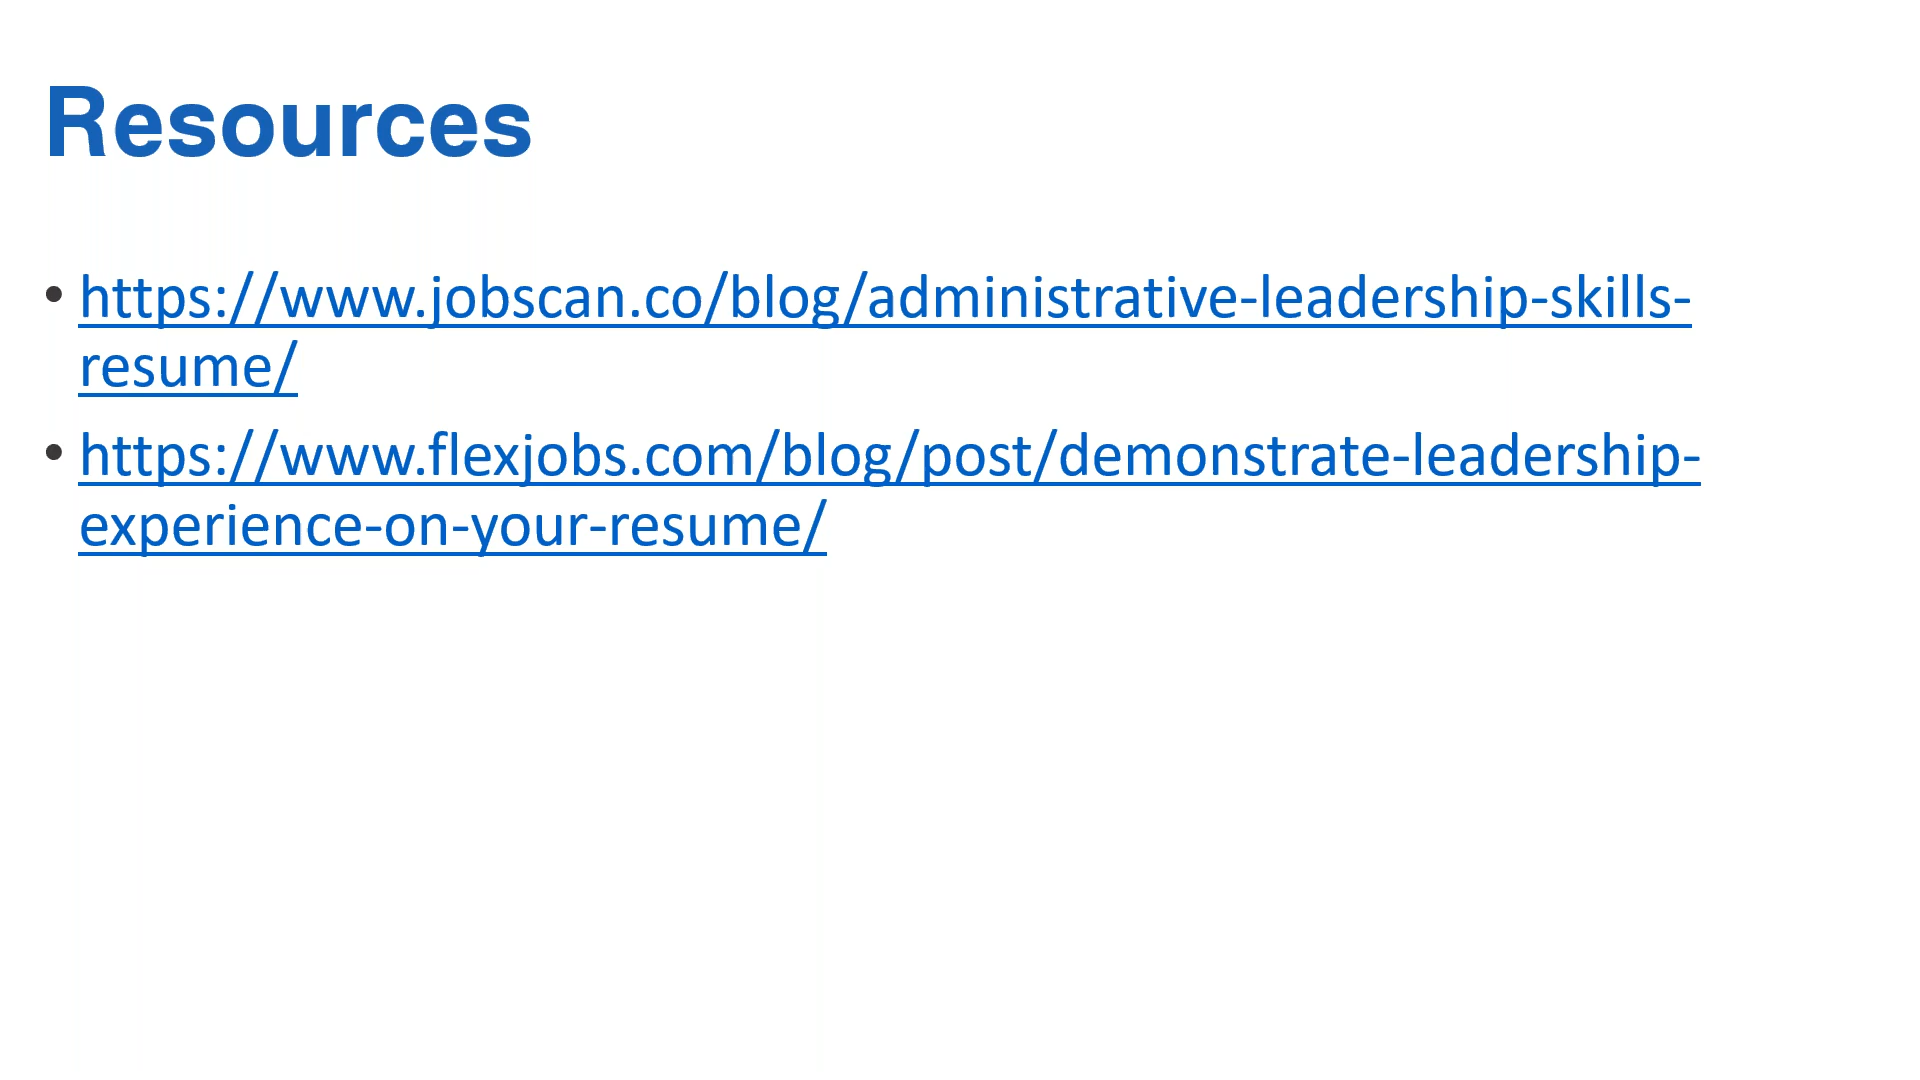 Resources
• https://www.jobscan.co/blog/administrative-leadership-skills-
resume/
• https://www.flexjobs.com/blog/post/demonstrate-leadership-
experience-on-your-resume/